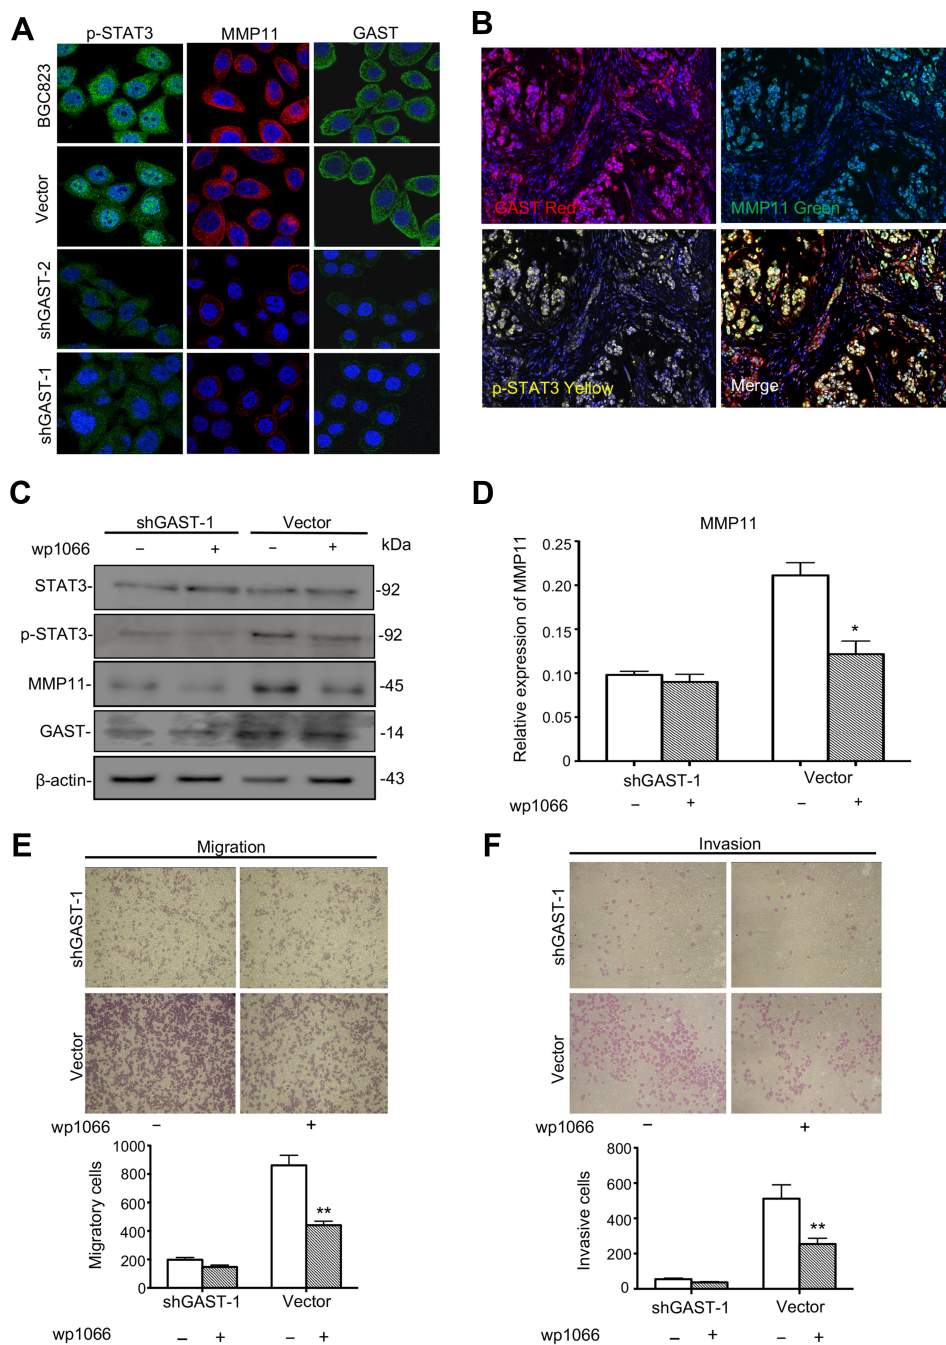 A
p-STAT3 MMP11 GAST
BGC823
Vector
shGAST-2
shGAST-1
B
GAST Red
MMP11 Green
p-STAT3 Yellow
Merge
C
shGAST-1 Vector
wp1066 – + – + kDa
STAT3- -92
p-STAT3- -92
MMP11- -45
GAST- -14
β-actin- -43
D
MMP11
Relative expression of MMP11
0.25
0.20
0.15
0.10
0.05
0
*
shGAST-1 Vector
wp1066 – + – +
E
Migration
shGAST-1
Vector
wp1066 – +
Migratory cells
1000
800
600
400
200
0
**
shGAST-1 Vector
wp1066 – + – +
F
Invasion
shGAST-1
Vector
wp1066 – +
Invasive cells
800
600
400
200
0
**
shGAST-1 Vector
wp1066 – + – +